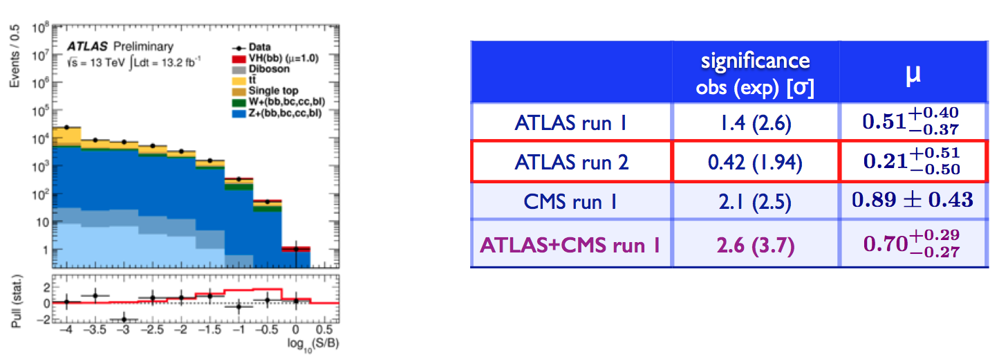 ATLAS Preliminary
√s = 13 TeV ∫Ldt = 13.2 fb⁻¹
Data
VH(bb) (μ=1.0)
Diboson
tt̄
Single top
W+(bb,bc,cc,bl)
Z+(bb,bc,cc,bl)
Events / 0.5
10⁸
10⁷
10⁶
10⁵
10⁴
10³
10²
10
1
Pull (stat.)
2
0
−2
−4 −3.5 −3 −2.5 −2 −1.5 −1 −0.5 0 0.5
log₁₀(S/B)
significance
obs (exp) [σ]
μ
ATLAS run 1 1.4 (2.6) 0.51 +0.40 −0.37
ATLAS run 2 0.42 (1.94) 0.21 +0.51 −0.50
CMS run 1 2.1 (2.5) 0.89 ± 0.43
ATLAS+CMS run 1 2.6 (3.7) 0.70 +0.29 −0.27